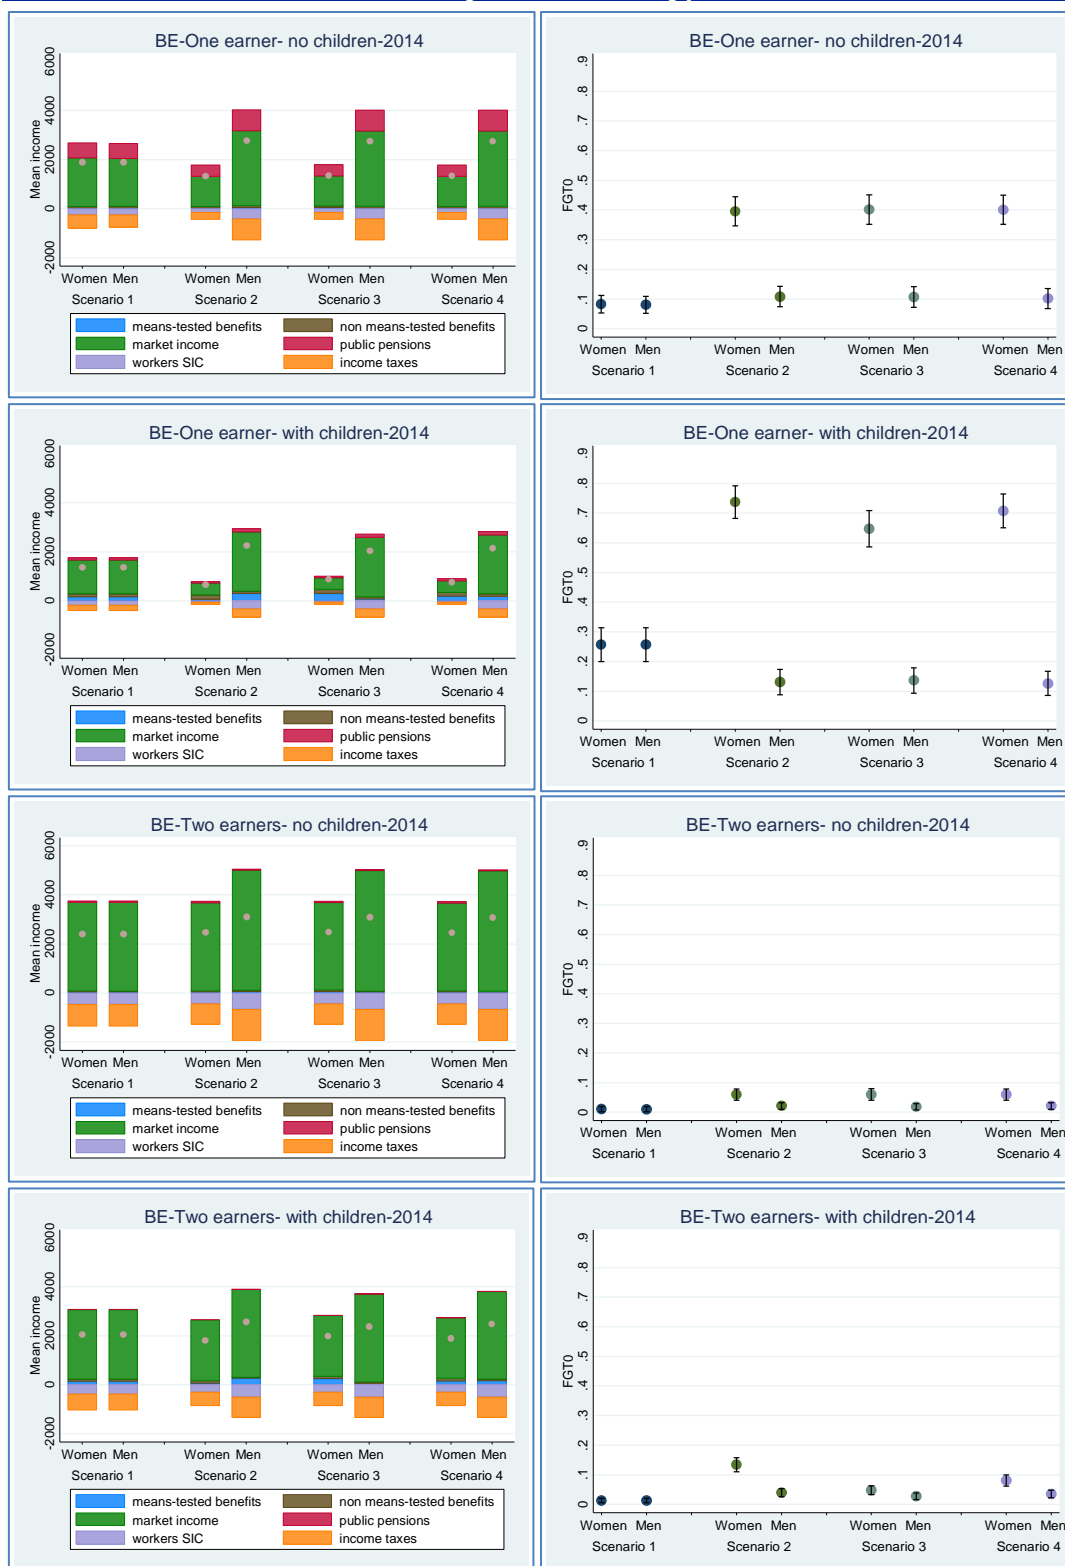 BE-One earner- no children-2014
Mean income
6000
4000
2000
0
-2000
Women Men Women Men Women Men Women Men
Scenario 1 Scenario 2 Scenario 3 Scenario 4
means-tested benefits non means-tested benefits
market income public pensions
workers SIC income taxes
BE-One earner- no children-2014
FGT0
.9
.8
.7
.6
.5
.4
.3
.2
.1
0
Women Men Women Men Women Men Women Men
Scenario 1 Scenario 2 Scenario 3 Scenario 4
BE-One earner- with children-2014
Mean income
6000
4000
2000
0
-2000
Women Men Women Men Women Men Women Men
Scenario 1 Scenario 2 Scenario 3 Scenario 4
means-tested benefits non means-tested benefits
market income public pensions
workers SIC income taxes
BE-One earner- with children-2014
FGT0
.9
.8
.7
.6
.5
.4
.3
.2
.1
0
Women Men Women Men Women Men Women Men
Scenario 1 Scenario 2 Scenario 3 Scenario 4
BE-Two earners- no children-2014
Mean income
6000
4000
2000
0
-2000
Women Men Women Men Women Men Women Men
Scenario 1 Scenario 2 Scenario 3 Scenario 4
means-tested benefits non means-tested benefits
market income public pensions
workers SIC income taxes
BE-Two earners- no children-2014
FGT0
.9
.8
.7
.6
.5
.4
.3
.2
.1
0
Women Men Women Men Women Men Women Men
Scenario 1 Scenario 2 Scenario 3 Scenario 4
BE-Two earners- with children-2014
Mean income
6000
4000
2000
0
-2000
Women Men Women Men Women Men Women Men
Scenario 1 Scenario 2 Scenario 3 Scenario 4
means-tested benefits non means-tested benefits
market income public pensions
workers SIC income taxes
BE-Two earners- with children-2014
FGT0
.9
.8
.7
.6
.5
.4
.3
.2
.1
0
Women Men Women Men Women Men Women Men
Scenario 1 Scenario 2 Scenario 3 Scenario 4